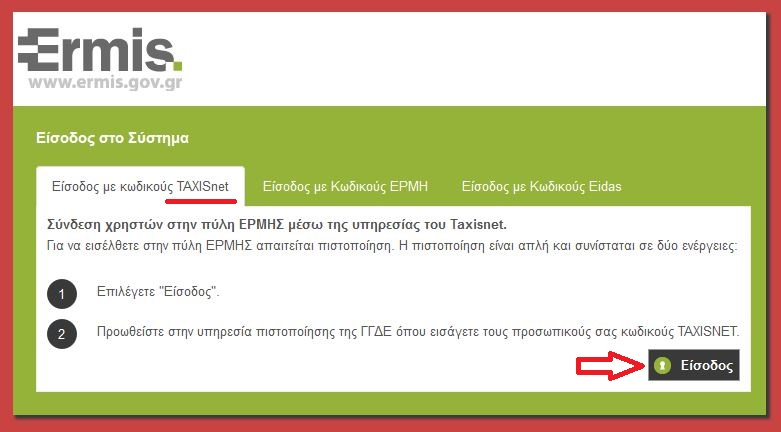 Ermis.
www.ermis.gov.gr
Είσοδος στο Σύστημα
Είσοδος με κωδικούς TAXISnet
Είσοδος με Κωδικούς ΕΡΜΗ
Είσοδος με Κωδικούς Eidas
Σύνδεση χρηστών στην πύλη ΕΡΜΗΣ μέσω της υπηρεσίας του Taxisnet.
Για να εισέλθετε στην πύλη ΕΡΜΗΣ απαιτείται πιστοποίηση. Η πιστοποίηση είναι απλή και συνίσταται σε δύο ενέργειες:
1 Επιλέγετε "Είσοδος".
2 Προωθείστε στην υπηρεσία πιστοποίησης της ΓΓΔΕ όπου εισάγετε τους προσωπικούς σας κωδικούς TAXISNET.
Είσοδος